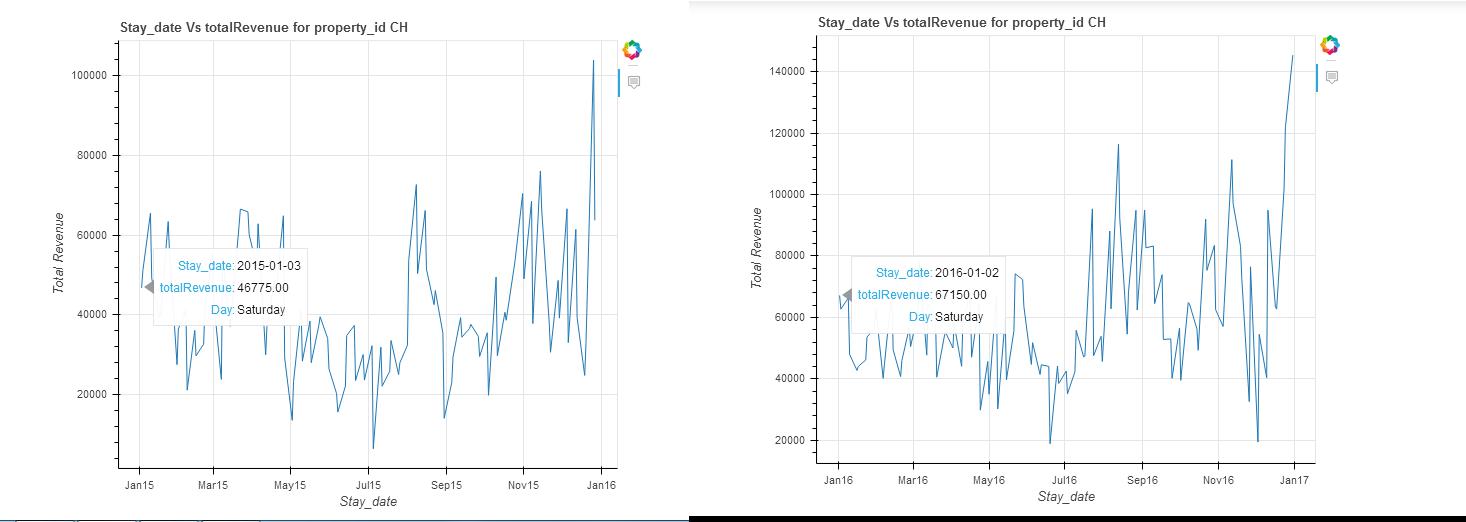 Stay_date Vs totalRevenue for property_id CH
100000
80000
60000
40000
20000
Total Revenue
Stay_date: 2015-01-03
totalRevenue: 46775.00
Day: Saturday
Jan15 Mar15 May15 Jul15 Sep15 Nov15 Jan16
Stay_date
Stay_date Vs totalRevenue for property_id CH
140000
120000
100000
80000
60000
40000
20000
Total Revenue
Stay_date: 2016-01-02
totalRevenue: 67150.00
Day: Saturday
Jan16 Mar16 May16 Jul16 Sep16 Nov16 Jan17
Stay_date